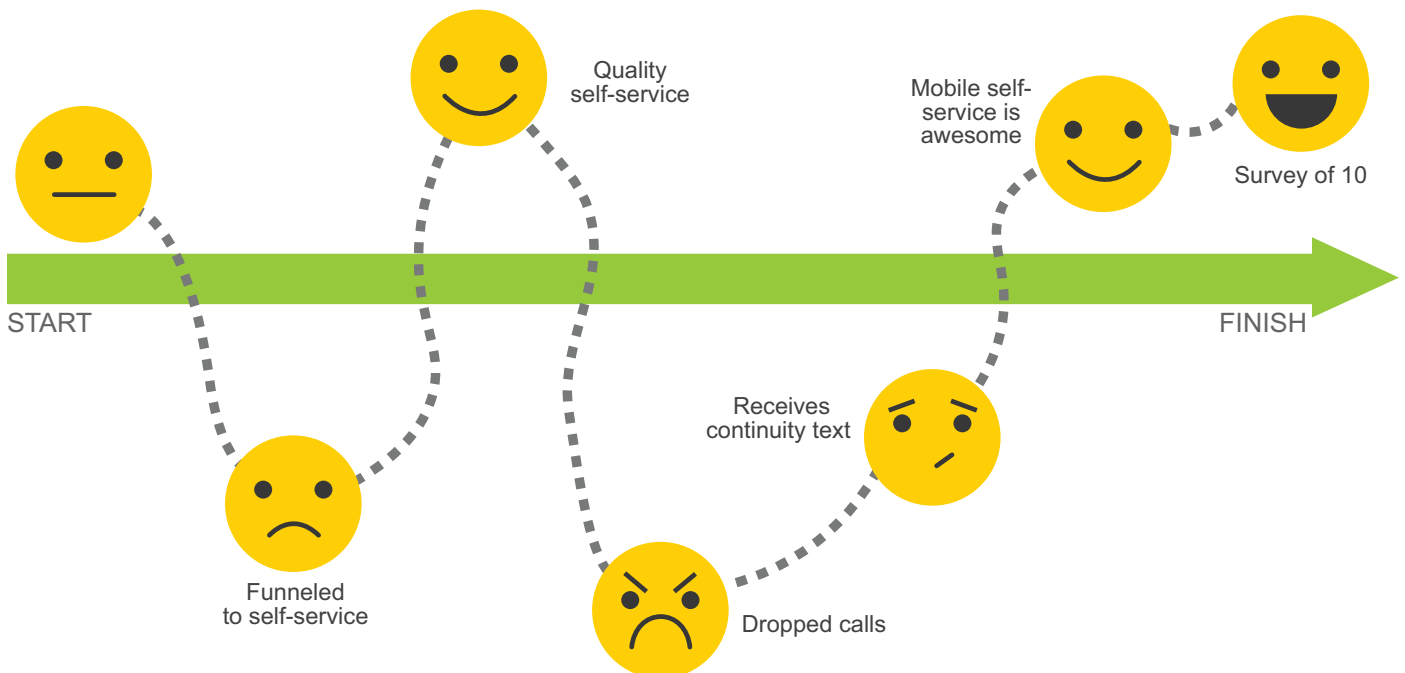 Quality
self-service
Mobile self-
service is
awesome
Survey of 10
START
FINISH
Receives
continuity text
Funneled
to self-service
Dropped calls